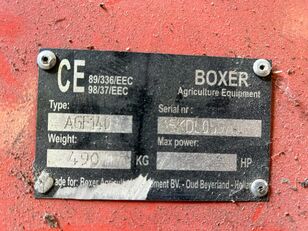 CE 89/336/EEC
98/37/EEC
BOXER
Agriculture Equipment
Type:
Serial nr:
Weight: 490 KG
Max power: HP
Made for: Boxer Agriculture Equipment BV. - Oud Beyerland - Holland